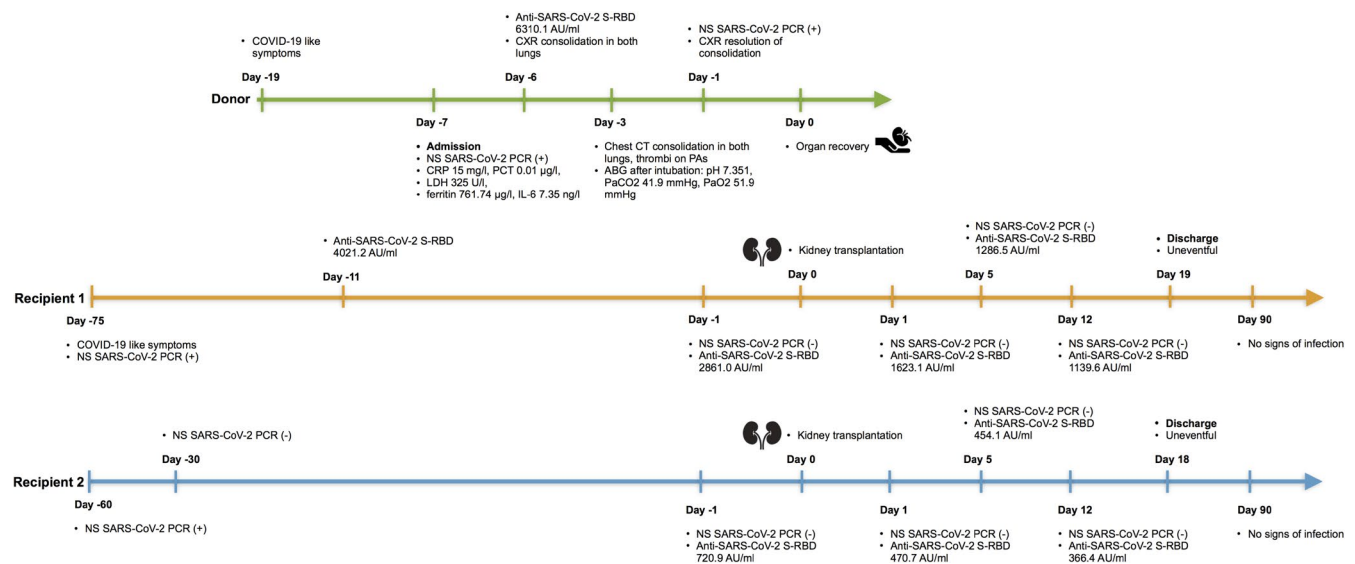 • COVID-19 like
symptoms
Day -19
• Anti-SARS-CoV-2 S-RBD
6310.1 AU/ml
• CXR consolidation in both
lungs
Day -6
• NS SARS-CoV-2 PCR (+)
• CXR resolution of
consolidation
Day -1
Donor
Day -7
• Admission
• NS SARS-CoV-2 PCR (+)
• CRP 15 mg/l, PCT 0.01 µg/l,
• LDH 325 U/l,
• ferritin 761.74 µg/l, IL-6 7.35 ng/l
Day -3
• Chest CT consolidation in both
lungs, thrombi on PAs
• ABG after intubation: pH 7.351,
PaCO2 41.9 mmHg, PaO2 51.9
mmHg
Day 0
• Organ recovery
• Anti-SARS-CoV-2 S-RBD
4021.2 AU/ml
Day -11
• Kidney transplantation
Day 0
• NS SARS-CoV-2 PCR (-)
• Anti-SARS-CoV-2 S-RBD
1286.5 AU/ml
Day 5
• Discharge
• Uneventful
Day 19
Recipient 1
Day -75
• COVID-19 like symptoms
• NS SARS-CoV-2 PCR (+)
Day -1
• NS SARS-CoV-2 PCR (-)
• Anti-SARS-CoV-2 S-RBD
2861.0 AU/ml
Day 1
• NS SARS-CoV-2 PCR (-)
• Anti-SARS-CoV-2 S-RBD
1623.1 AU/ml
Day 12
• NS SARS-CoV-2 PCR (-)
• Anti-SARS-CoV-2 S-RBD
1139.6 AU/ml
Day 90
• No signs of infection
• NS SARS-CoV-2 PCR (-)
Day -30
• Kidney transplantation
Day 0
• NS SARS-CoV-2 PCR (-)
• Anti-SARS-CoV-2 S-RBD
454.1 AU/ml
Day 5
• Discharge
• Uneventful
Day 18
Recipient 2
Day -60
• NS SARS-CoV-2 PCR (+)
Day -1
• NS SARS-CoV-2 PCR (-)
• Anti-SARS-CoV-2 S-RBD
720.9 AU/ml
Day 1
• NS SARS-CoV-2 PCR (-)
• Anti-SARS-CoV-2 S-RBD
470.7 AU/ml
Day 12
• NS SARS-CoV-2 PCR (-)
• Anti-SARS-CoV-2 S-RBD
366.4 AU/ml
Day 90
• No signs of infection